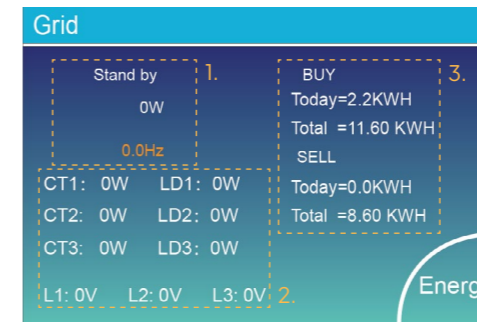 Grid
Stand by
0W
0.0Hz
1.
CT1: 0W LD1: 0W
CT2: 0W LD2: 0W
CT3: 0W LD3: 0W
L1: 0V L2: 0V L3: 0V
2.
BUY
Today=2.2KWH
Total =11.60 KWH
SELL
Today=0.0KWH
Total =8.60 KWH
3.
Energ